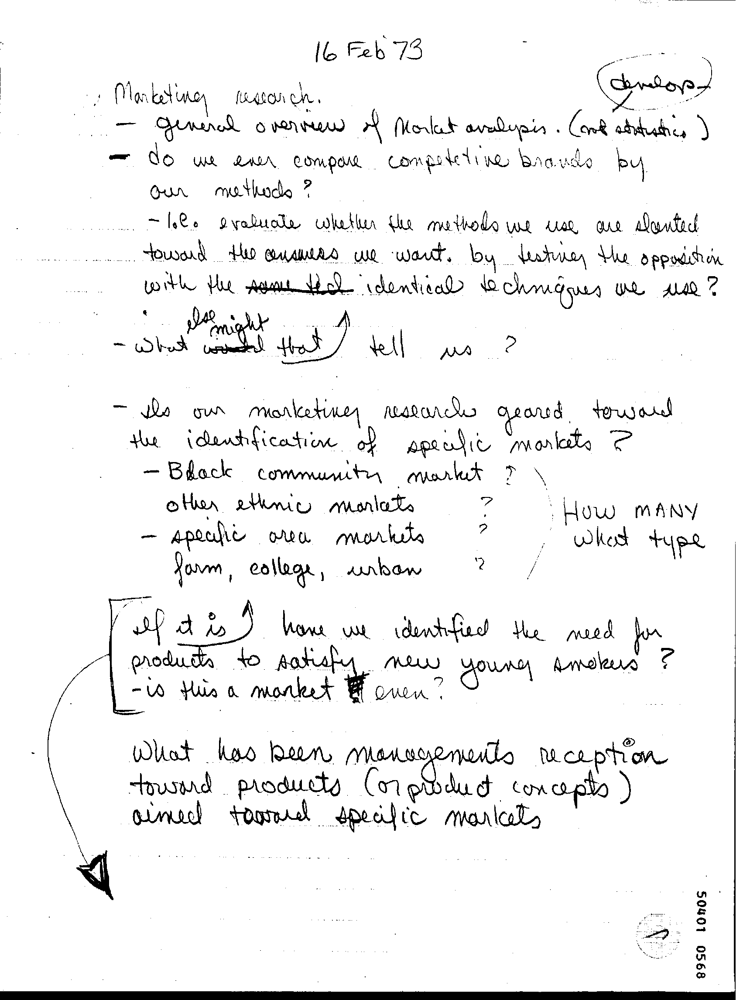 16 Feb '73
develop
Marketing research.
— general overview of Market analysis. (not statistics)
— do we ever compare competetive brands by
our methods?
- I.e. evaluate whether the methods we use are slanted
toward the answers we want. by testing the opposition
with the same tech identical techniques we use?
else might
- What would that tell us ?
- Is our marketing research geared toward
the identification of specific markets ?
- Black community market ?
other ethnic markets ?
HOW MANY
- specific area markets ?
what type
farm, college, urban ?
If it is have we identified the need for
products to satisfy new young smokers ?
- is this a market even?
What has been managements reception
toward products (or product concepts)
aimed toward specific markets
50401 0568